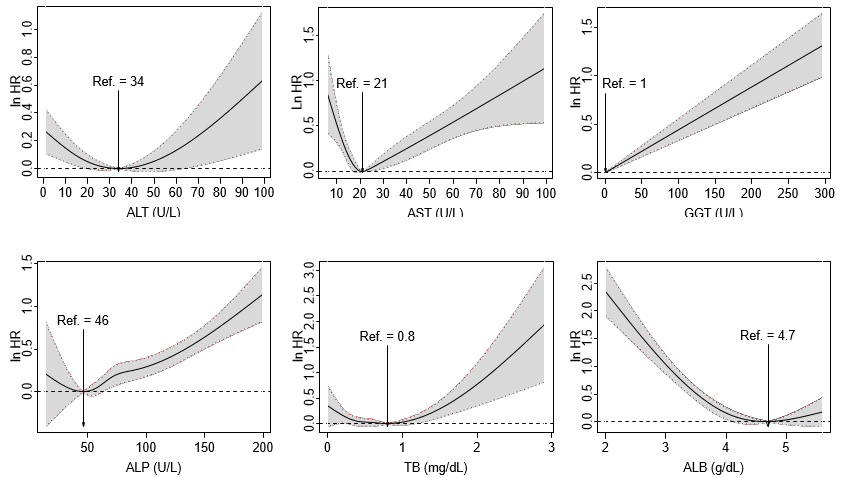 ln HR
0.0 0.2 0.4 0.6 0.8 1.0
Ref. = 34
0 10 20 30 40 50 60 70 80 90 100
ALT (U/L)
Ln HR
0.0 0.5 1.0 1.5
Ref. = 21
10 20 30 40 50 60 70 80 90 100
AST (U/L)
ln HR
0.0 0.5 1.0 1.5
Ref. = 1
0 50 100 150 200 250 300
GGT (U/L)
ln HR
0.0 0.5 1.0 1.5
Ref. = 46
50 100 150 200
ALP (U/L)
ln HR
0.0 0.5 1.0 1.5 2.0 2.5 3.0
Ref. = 0.8
0 1 2 3
TB (mg/dL)
ln HR
0.0 0.5 1.0 1.5 2.0 2.5
Ref. = 4.7
2 3 4 5
ALB (g/dL)